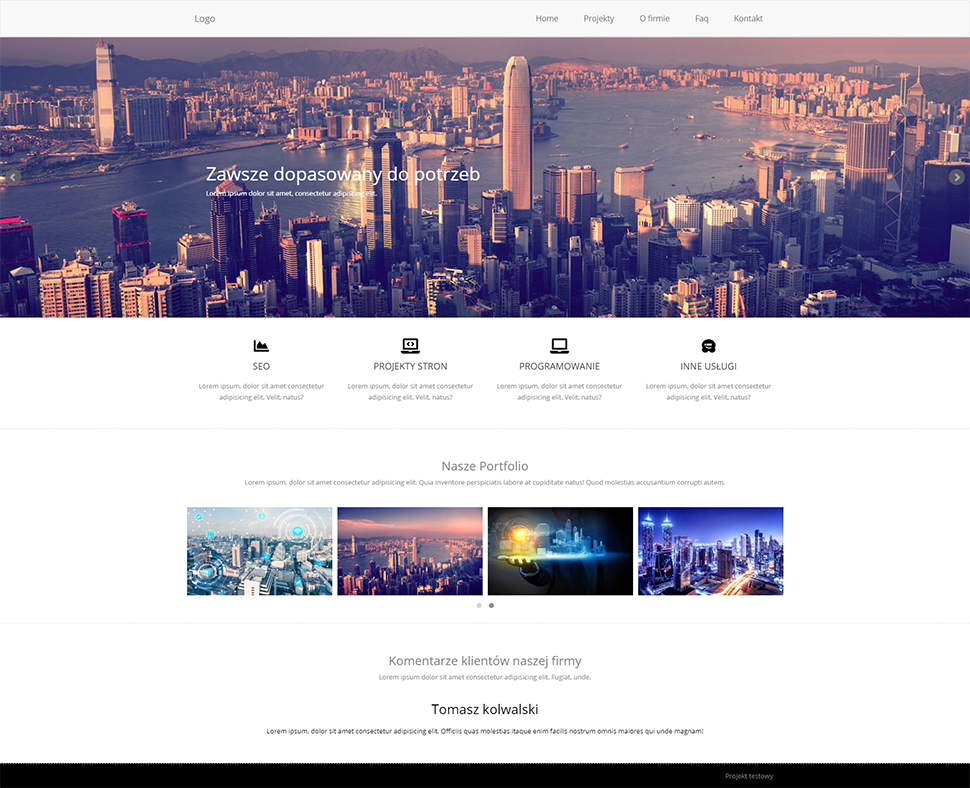 Logo
Home Projekty O firmie Faq Kontakt
Zawsze dopasowany do potrzeb
Lorem ipsum dolor sit amet, consectetur adipisicing elit.
SEO
Lorem ipsum, dolor sit amet consectetur
adipisicing elit. Velit, natus?
PROJEKTY STRON
Lorem ipsum, dolor sit amet consectetur
adipisicing elit. Velit, natus?
PROGRAMOWANIE
Lorem ipsum, dolor sit amet consectetur
adipisicing elit. Velit, natus?
INNE USŁUGI
Lorem ipsum, dolor sit amet consectetur
adipisicing elit. Velit, natus?
Nasze Portfolio
Lorem ipsum, dolor sit amet consectetur adipisicing elit. Quia inventore perspiciatis labore at cupiditate natus! Quod molestias accusantium corrupti autem.
Komentarze klientów naszej firmy
Lorem ipsum dolor sit amet consectetur adipisicing elit. Fugiat, unde.
Tomasz kolwalski
Lorem ipsum, dolor sit amet consectetur adipisicing elit. Officiis quas molestias itaque enim facilis nostrum omnis maiores qui unde magnam!
Projekt testowy